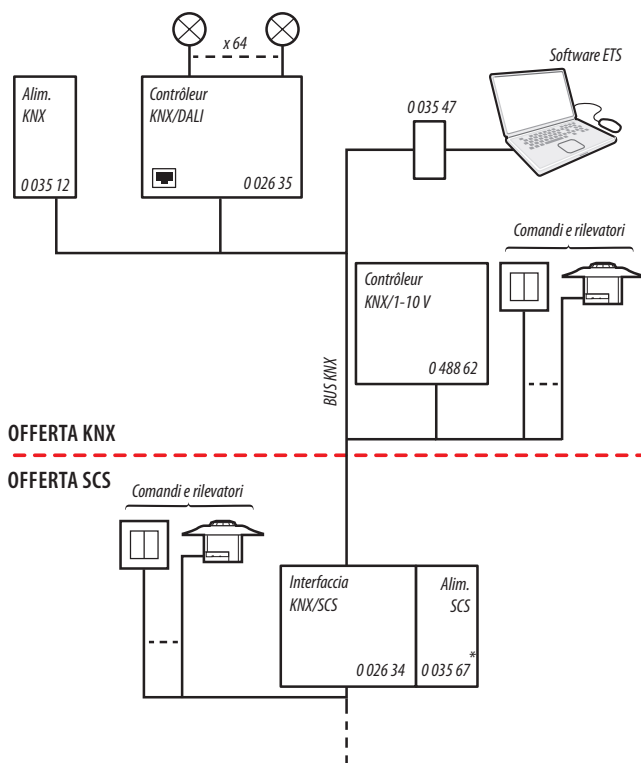 x 64
Software ETS
Alim.
KNX
0 035 12
Contrôleur
KNX/DALI
0 026 35
0 035 47
Comandi e rilevatori
Contrôleur
KNX/1-10 V
0 488 62
BUS KNX
OFFERTA KNX
OFFERTA SCS
Comandi e rilevatori
Interfaccia
KNX/SCS
0 026 34
Alim.
SCS
*
0 035 67